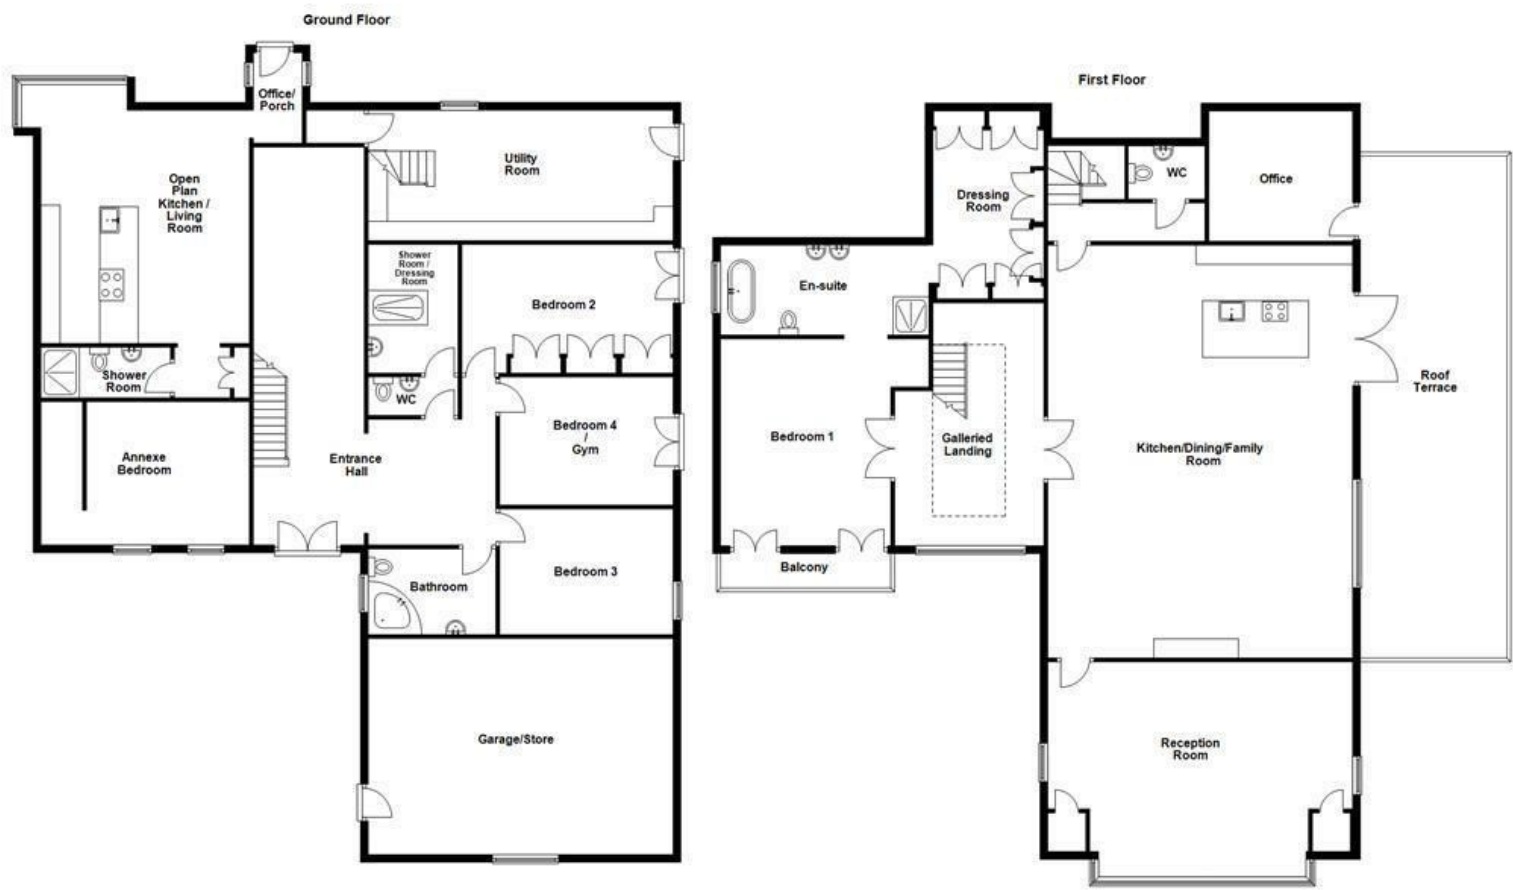 Ground Floor
Office/
Porch
Utility
Room
Open
Plan
Kitchen /
Living
Room
Shower
Room /
Dressing
Room
Bedroom 2
Shower
Room
WC
Annexe
Bedroom
Entrance
Hall
Bedroom 4
/
Gym
Bathroom
Bedroom 3
Garage/Store
First Floor
Dressing
Room
WC
Office
En-suite
Roof
Terrace
Bedroom 1
Galleried
Landing
Kitchen/Dining/Family
Room
Balcony
Reception
Room